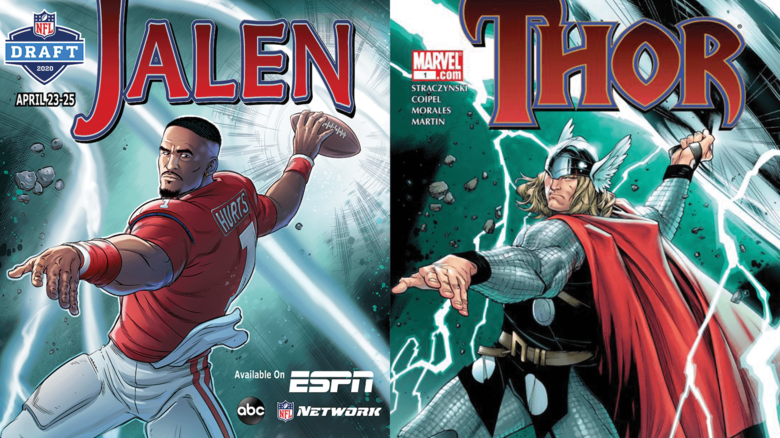 NFL
DRAFT
2020
APRIL 23-25
JALEN
HURTS
1
Available On ESPN
abc NFL NETWORK
THOR
MARVEL
1 .com
STRACZYNSKI
COIPEL
MORALES
MARTIN